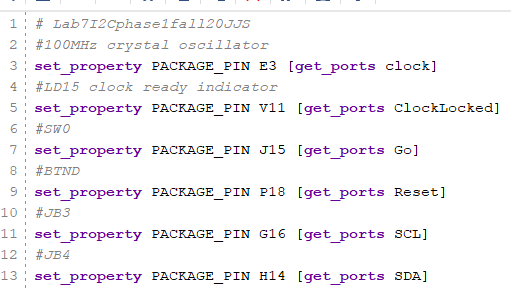 1 # Lab7I2Cphase1fall20JJS
2 #100MHz crystal oscillator
3 set_property PACKAGE_PIN E3 [get_ports clock]
4 #LD15 clock ready indicator
5 set_property PACKAGE_PIN V11 [get_ports ClockLocked]
6 #SW0
7 set_property PACKAGE_PIN J15 [get_ports Go]
8 #BTND
9 set_property PACKAGE_PIN P18 [get_ports Reset]
10 #JB3
11 set_property PACKAGE_PIN G16 [get_ports SCL]
12 #JB4
13 set_property PACKAGE_PIN H14 [get_ports SDA]